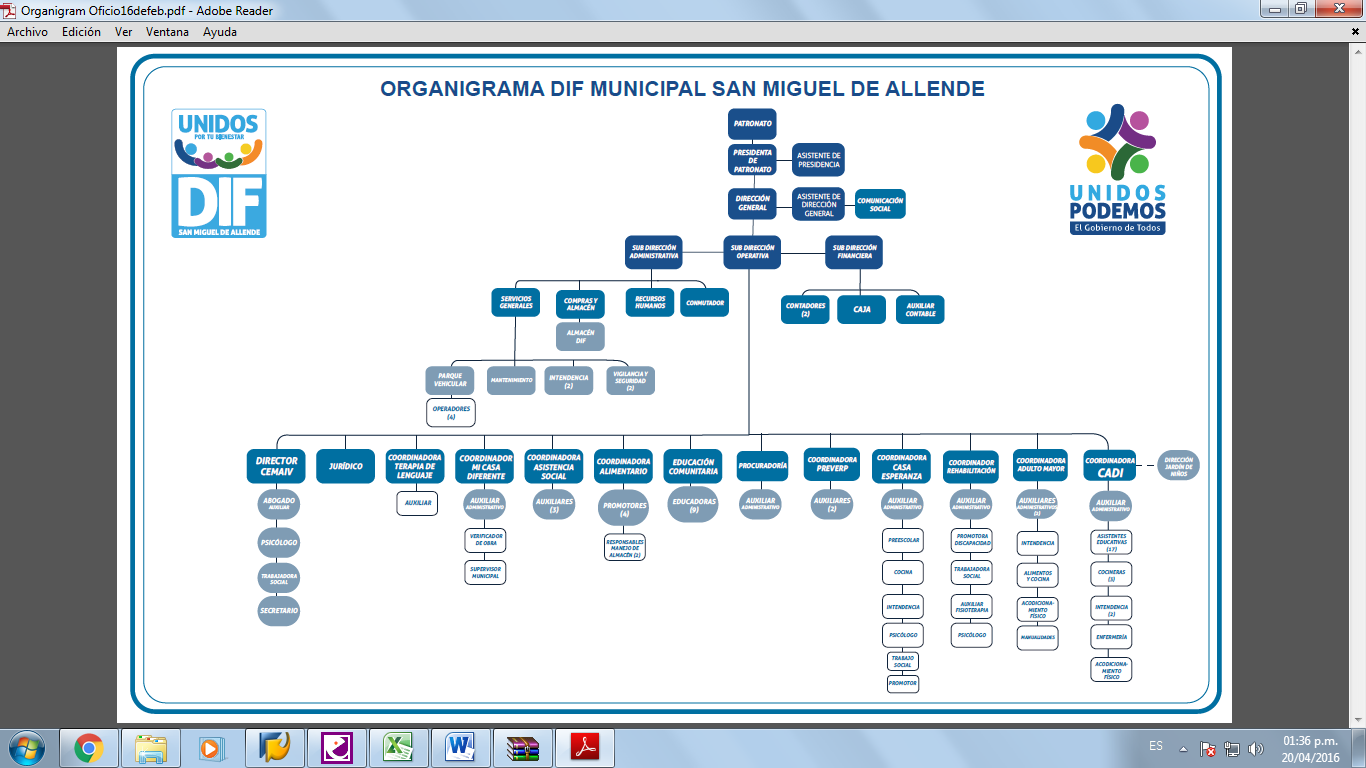 Organigram Oficio16defeb.pdf - Adobe Reader
Archivo Edición Ver Ventana Ayuda
ORGANIGRAMA DIF MUNICIPAL SAN MIGUEL DE ALLENDE
UNIDOS
POR TU BIENESTAR
DIF
SAN MIGUEL DE ALLENDE
UNIDOS
PODEMOS
El Gobierno de Todos
PATRONATO
PRESIDENTA
DE
PATRONATO
ASISTENTE DE
PRESIDENCIA
DIRECCIÓN
GENERAL
ASISTENTE DE
DIRECCIÓN
GENERAL
COMUNICACIÓN
SOCIAL
SUB DIRECCIÓN
ADMINISTRATIVA
SUB DIRECCIÓN
OPERATIVA
SUB DIRECCIÓN
FINANCIERA
SERVICIOS
GENERALES
COMPRAS Y
ALMACÉN
RECURSOS
HUMANOS
CONMUTADOR
CONTADORES
(2)
CAJA
AUXILIAR
CONTABLE
ALMACÉN
DIF
PARQUE
VEHICULAR
MANTENIMIENTO
INTENDENCIA
(2)
VIGILANCIA Y
SEGURIDAD
(2)
OPERADORES
(4)
DIRECTOR
CEMAIV
ABOGADO
AUXILIAR
PSICÓLOGO
TRABAJADORA
SOCIAL
SECRETARIO
JURÍDICO
COORDINADORA
TERAPIA DE
LENGUAJE
AUXILIAR
COORDINADOR
MI CASA
DIFERENTE
AUXILIAR
ADMINISTRATIVO
VERIFICADOR
DE OBRA
SUPERVISOR
MUNICIPAL
COORDINADORA
ASISTENCIA
SOCIAL
AUXILIARES
(3)
COORDINADORA
ALIMENTARIO
PROMOTORES
(4)
RESPONSABLES
MANEJO DE
ALMACÉN (2)
EDUCACIÓN
COMUNITARIA
EDUCADORAS
(9)
PROCURADORÍA
AUXILIAR
ADMINISTRATIVO
COORDINADORA
PREVERP
AUXILIARES
(2)
COORDINADORA
CASA
ESPERANZA
AUXILIAR
ADMINISTRATIVO
PREESCOLAR
COCINA
INTENDENCIA
PSICÓLOGO
TRABAJO
SOCIAL
PROMOTOR
COORDINADOR
REHABILITACIÓN
AUXILIAR
ADMINISTRATIVO
PROMOTORA
DISCAPACIDAD
TRABAJADORA
SOCIAL
AUXILIAR
FISIOTERAPIA
PSICÓLOGO
COORDINADORA
ADULTO MAYOR
AUXILIARES
ADMINISTRATIVOS
(2)
INTENDENCIA
ALIMENTOS
Y COCINA
ACODICIONA-
MIENTO
FÍSICO
MANUALIDADES
COORDINADORA
CADI
DIRECCIÓN
JARDÍN DE
NIÑOS
AUXILIAR
ADMINISTRATIVO
ASISTENTES
EDUCATIVAS
(17)
COCINERAS
(3)
INTENDENCIA
(2)
ENFERMERÍA
ACODICIONA-
MIENTO
FÍSICO
ES
01:36 p.m.
20/04/2016